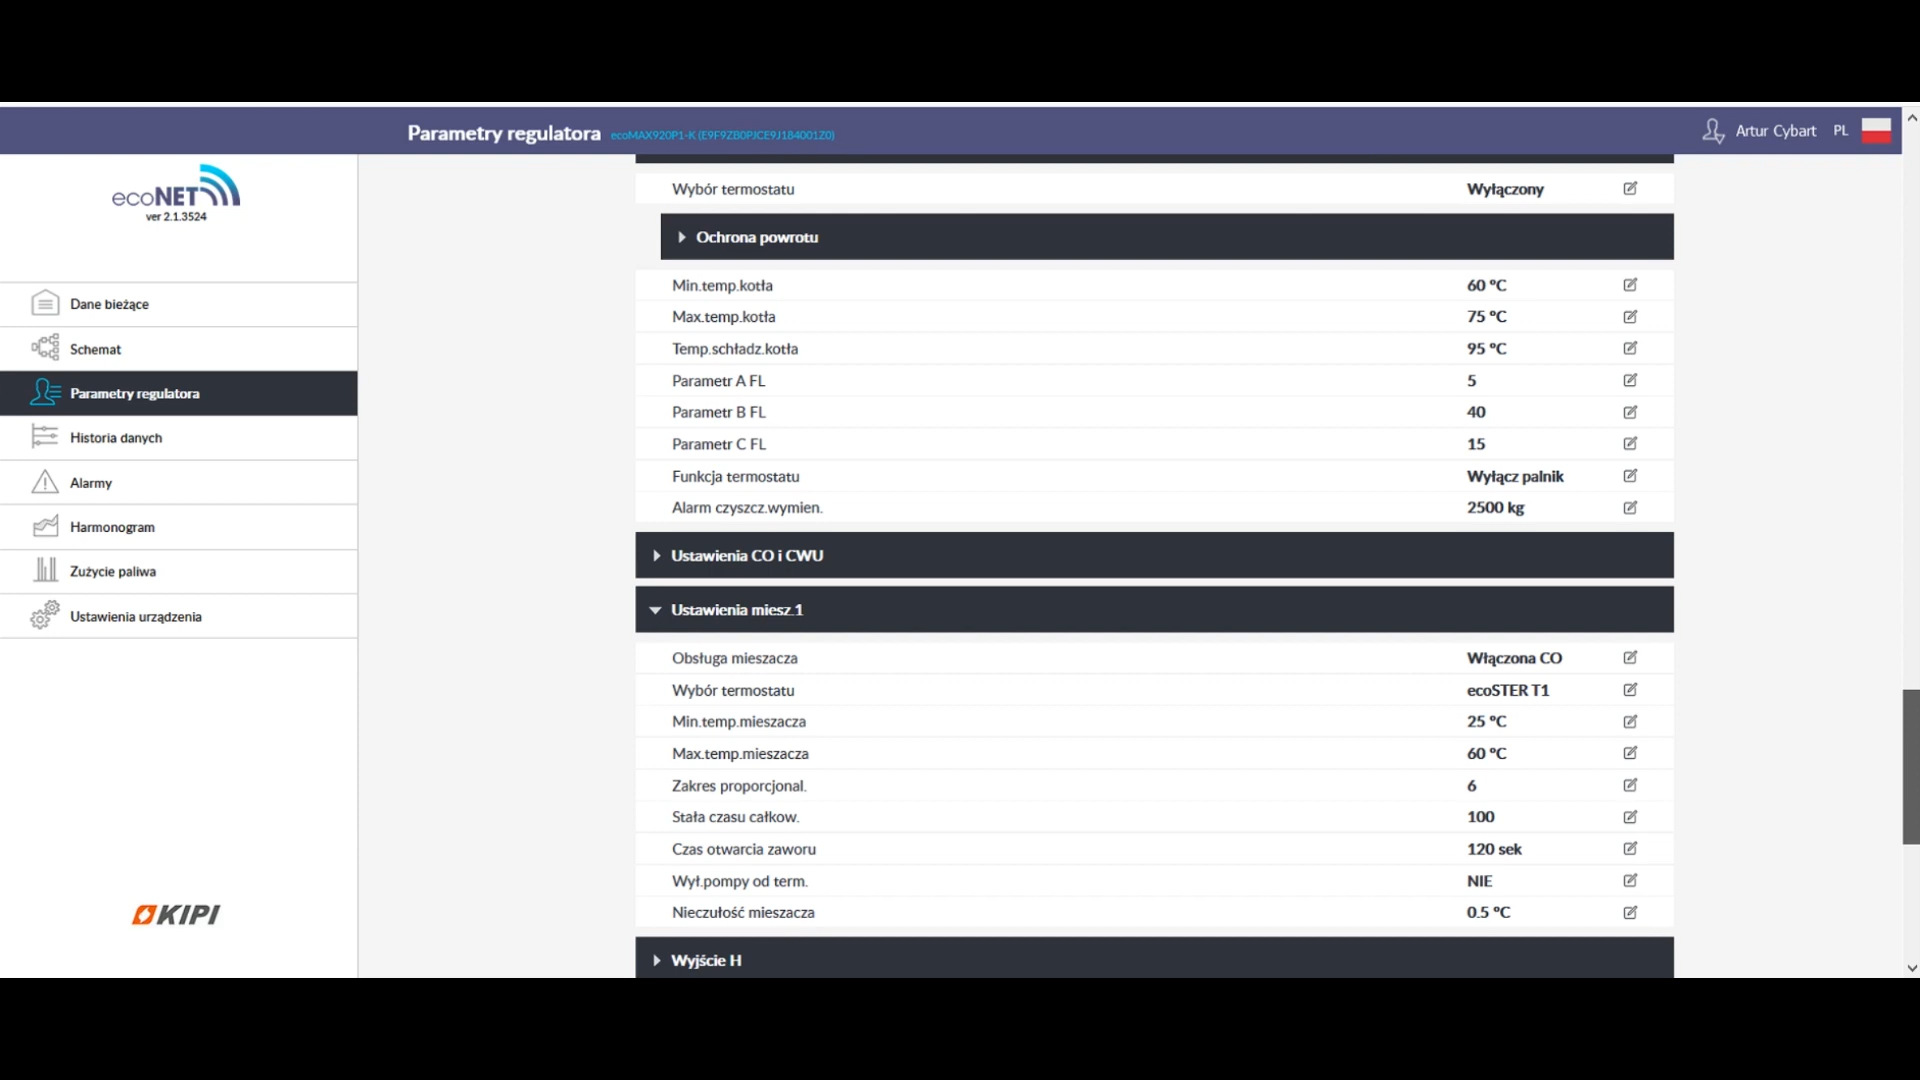 Parametry regulatora ecoMAX920P1-K (E9F9ZB0PJCE9J184001Z0)
Artur Cybart PL
ecoNET
ver 2.1.3524
Dane bieżące
Schemat
Parametry regulatora
Historia danych
Alarmy
Harmonogram
Zużycie paliwa
Ustawienia urządzenia
KIPI
Wybór termostatu Wyłączony
Ochrona powrotu
Min.temp.kotła 60 °C
Max.temp.kotła 75 °C
Temp.schładz.kotła 95 °C
Parametr A FL 5
Parametr B FL 40
Parametr C FL 15
Funkcja termostatu Wyłącz palnik
Alarm czyszcz.wymien. 2500 kg
Ustawienia CO i CWU
Ustawienia miesz.1
Obsługa mieszacza Włączona CO
Wybór termostatu ecoSTER T1
Min.temp.mieszacza 25 °C
Max.temp.mieszacza 60 °C
Zakres proporcjonal. 6
Stała czasu całkow. 100
Czas otwarcia zaworu 120 sek
Wył.pompy od term. NIE
Nieczułość mieszacza 0.5 °C
Wyjście H